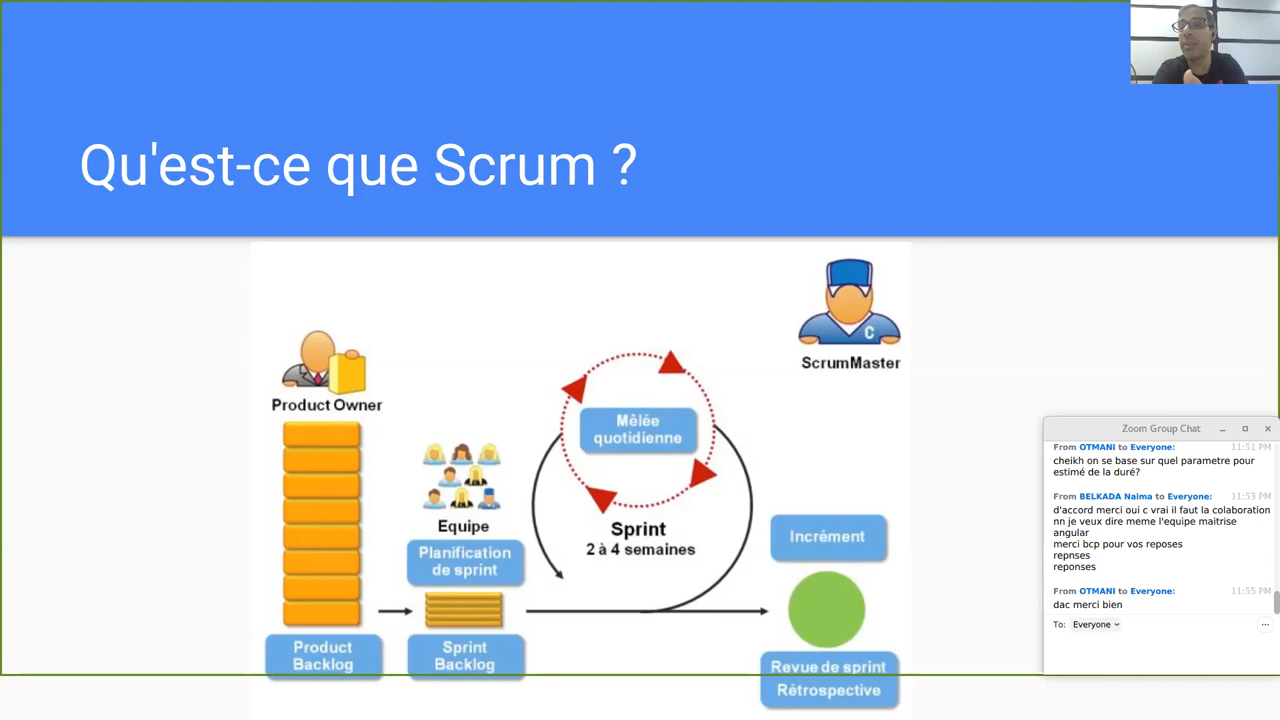 Qu'est-ce que Scrum ?
Product Owner
Product
Backlog
Equipe
Planification
de sprint
Sprint
Backlog
Mêlée
quotidienne
Sprint
2 à 4 semaines
C
ScrumMaster
Incrément
Revue de sprint
Rétrospective
Zoom Group Chat
From OTMANI to Everyone: 11:51 PM
cheikh on se base sur quel parametre pour
estimé de la duré?
From BELKADA Naima to Everyone: 11:53 PM
d'accord merci oui c vrai il faut la colaboration
nn je veux dire meme l'equipe maitrise
angular
merci bcp pour vos reposes
repnses
reponses
From OTMANI to Everyone: 11:55 PM
dac merci bien
To: Everyone